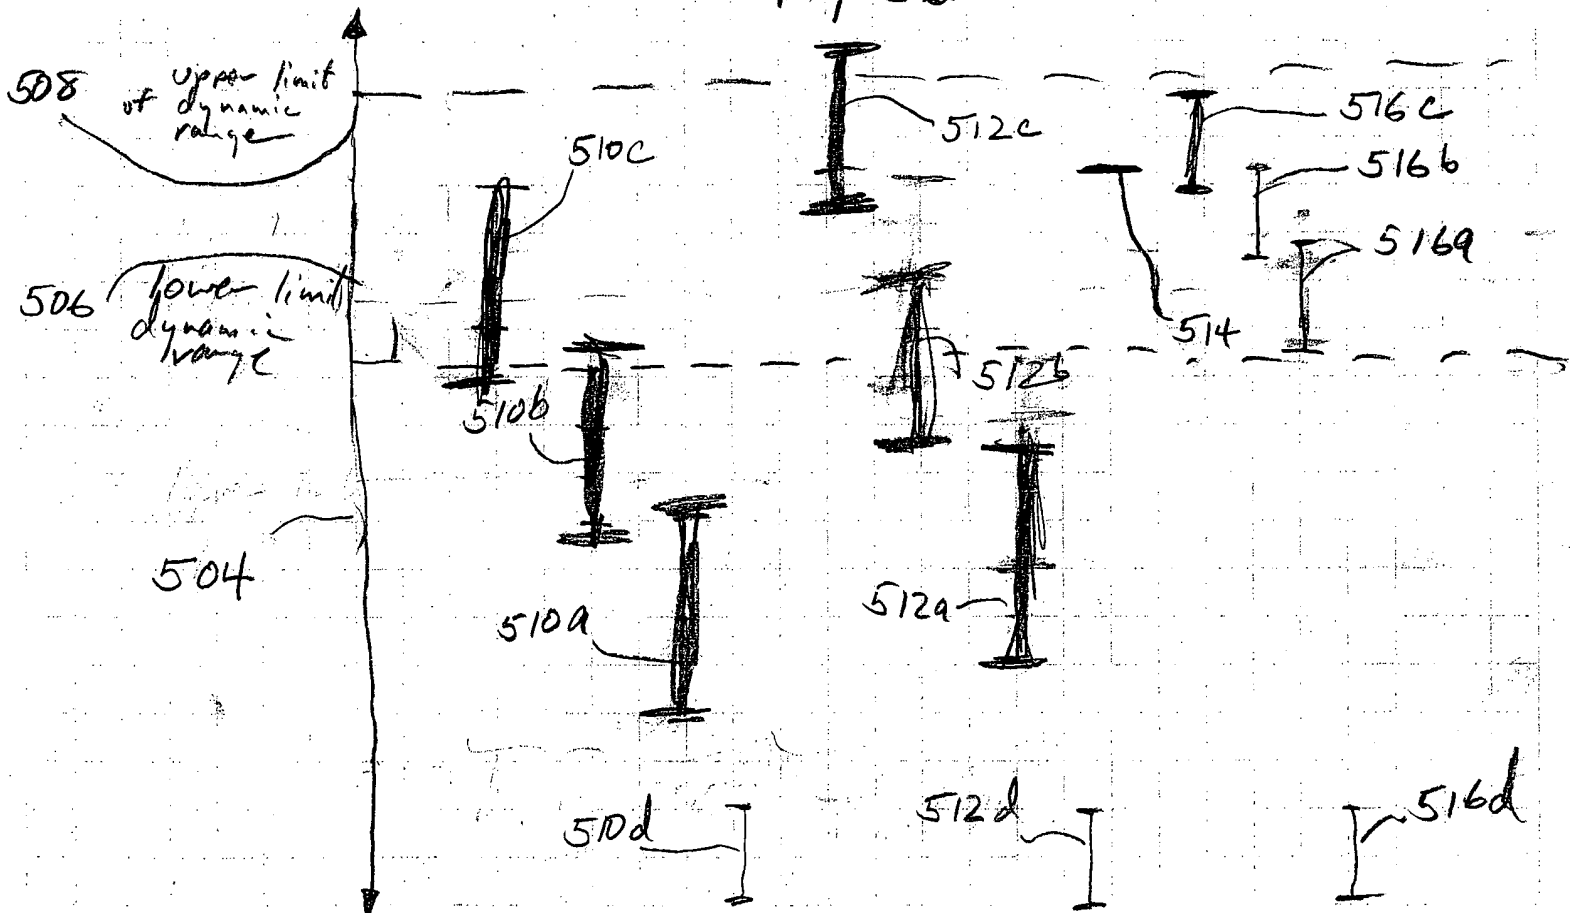 508
upper limit
of dynamic
range
512c
516c
510c
516b
516a
506
lower limit
dynamic
range
514
512b
510b
504
510a
512a
510d
512d
516d